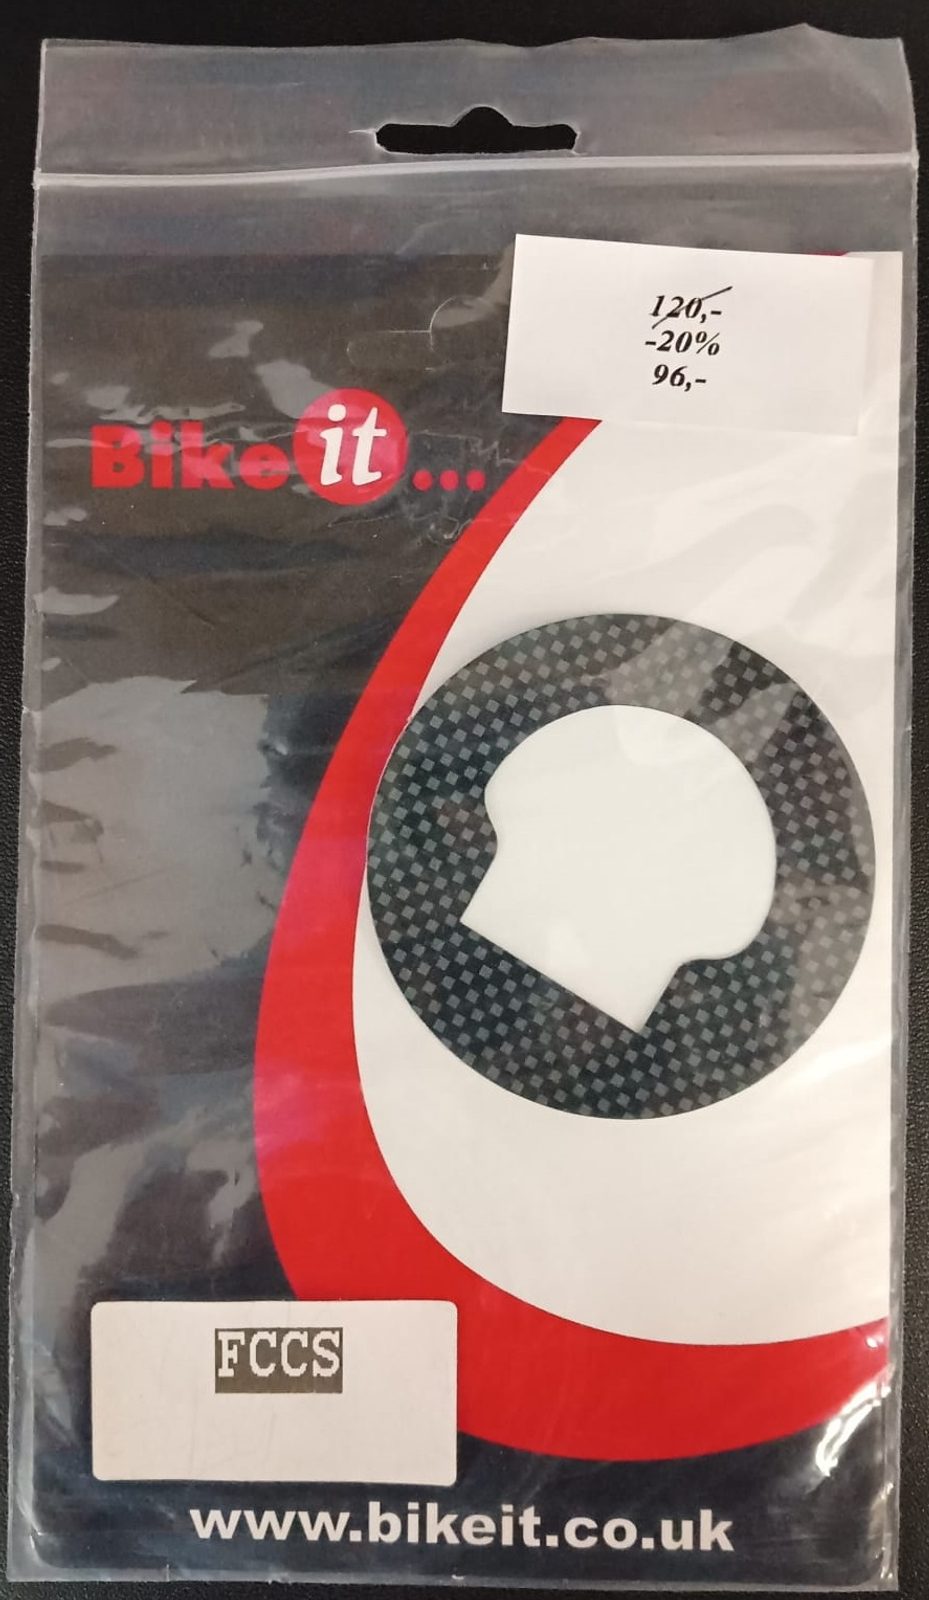 120,-
-20%
96,-
Bike it...
FCCS
www.bikeit.co.uk